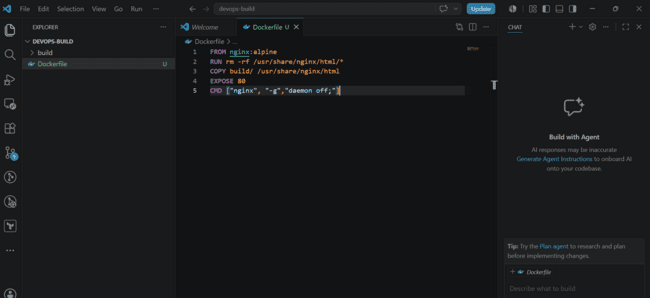 File Edit Selection View Go Run ···
devops-build
Update
EXPLORER ···
DEVOPS-BUILD
build
Dockerfile U
Welcome
Dockerfile U
Dockerfile > ...
1 FROM nginx:alpine
2 RUN rm -rf /usr/share/nginx/html/*
3 COPY build/ /usr/share/nginx/html
4 EXPOSE 80
5 CMD ["nginx", "-g","daemon off;"]
CHAT
Build with Agent
AI responses may be inaccurate
Generate Agent Instructions to onboard AI
onto your codebase.
Tip: Try the Plan agent to research and plan
before implementing changes.
Dockerfile
Describe what to build